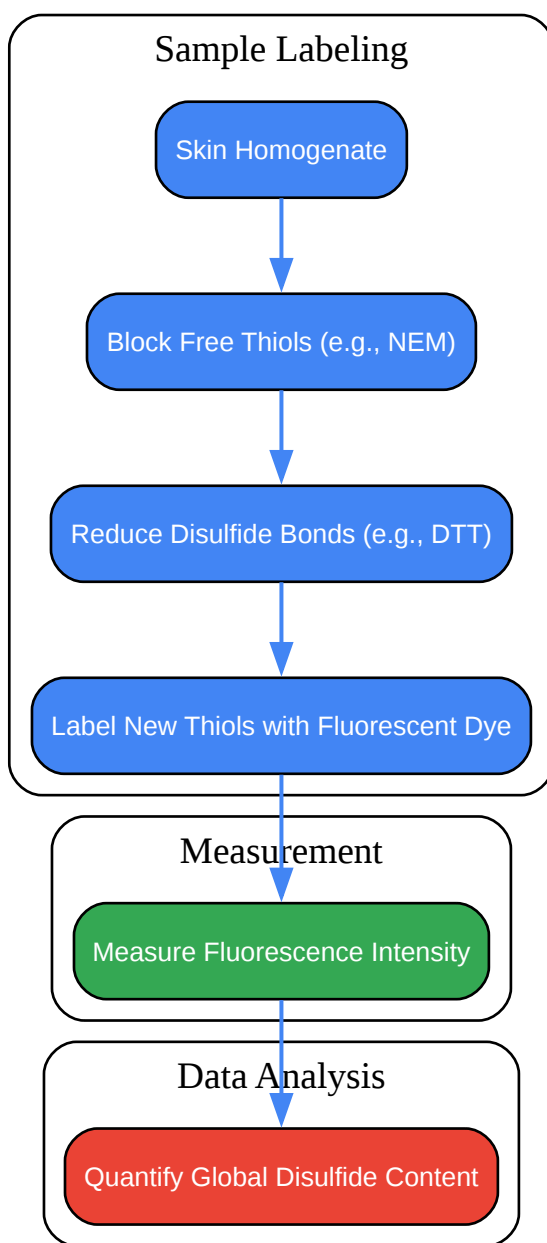 Sample Labeling
Skin Homogenate
Block Free Thiols (e.g., NEM)
Reduce Disulfide Bonds (e.g., DTT)
Label New Thiols with Fluorescent Dye
Measurement
Measure Fluorescence Intensity
Data Analysis
Quantify Global Disulfide Content